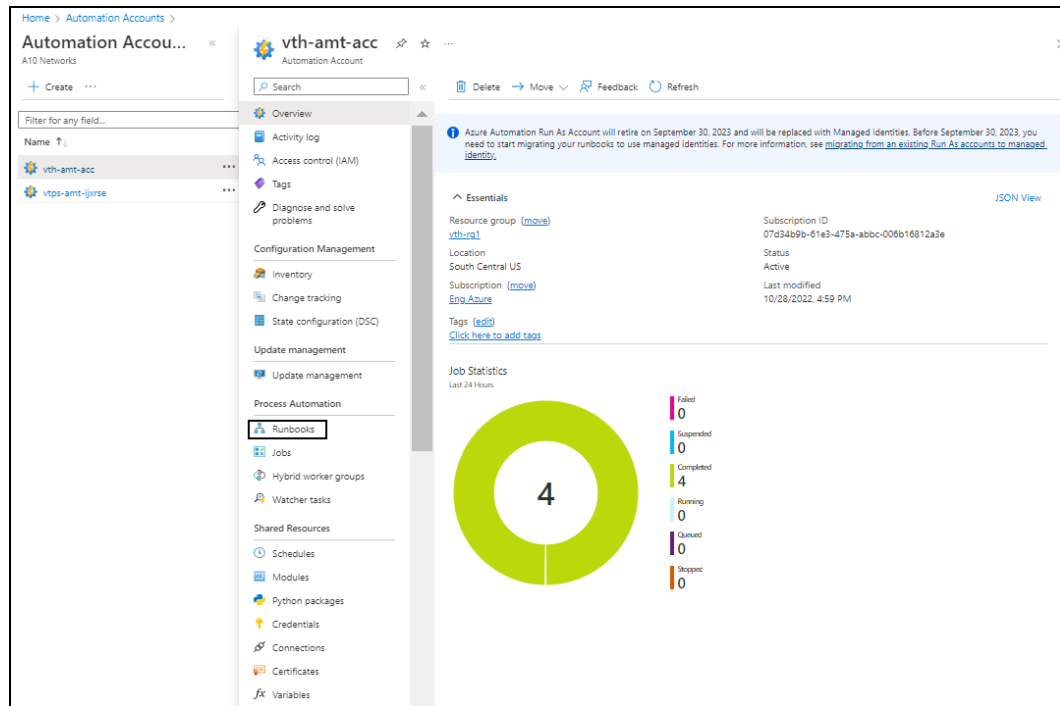 Home > Automation Accounts >
Automation Accou... «
A10 Networks
+ Create ...
Filter for any field...
Name ↑↓
vth-amt-acc ...
vtps-amt-ijxrse ...
vth-amt-acc ...
Automation Account
Search «
Overview
Activity log
Access control (IAM)
Tags
Diagnose and solve
problems
Configuration Management
Inventory
Change tracking
State configuration (DSC)
Update management
Update management
Process Automation
Runbooks
Jobs
Hybrid worker groups
Watcher tasks
Shared Resources
Schedules
Modules
Python packages
Credentials
Connections
Certificates
fx Variables
Delete → Move Feedback Refresh
Azure Automation Run As Account will retire on September 30, 2023 and will be replaced with Managed Identities. Before September 30, 2023, you
need to start migrating your runbooks to use managed identities. For more information, see migrating from an existing Run As accounts to managed
identity.
Essentials JSON View
Resource group (move)
vth-rg1
Location
South Central US
Subscription (move)
Eng Azure
Tags (edit)
Click here to add tags
Subscription ID
07d34b9b-61e3-475a-abbc-006b16812a3e
Status
Active
Last modified
10/28/2022, 4:59 PM
Job Statistics
Last 24 Hours
4
Failed
0
Suspended
0
Completed
4
Running
0
Queued
0
Stopped
0